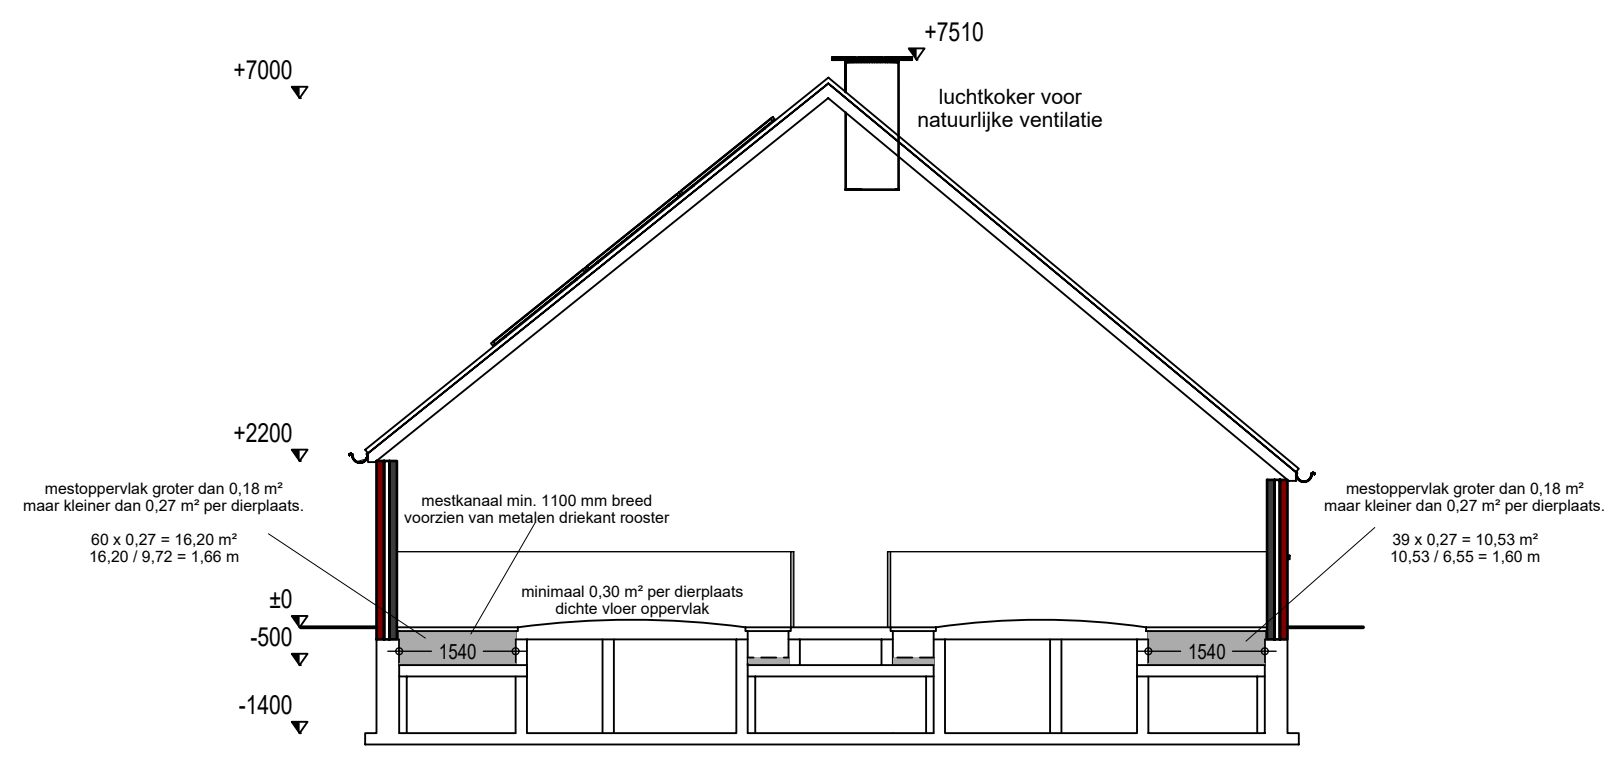 +7510
+7000
luchtkoker voor
natuurlijke ventilatie
+2200
mestoppervlak groter dan 0,18 m²
maar kleiner dan 0,27 m² per dierplaats.
60 x 0,27 = 16,20 m²
16,20 / 9,72 = 1,66 m
mestkanaal min. 1100 mm breed
voorzien van metalen driekant rooster
mestoppervlak groter dan 0,18 m²
maar kleiner dan 0,27 m² per dierplaats.
39 x 0,27 = 10,53 m²
10,53 / 6,55 = 1,60 m
minimaal 0,30 m² per dierplaats
dichte vloer oppervlak
±0
-500
1540
1540
-1400